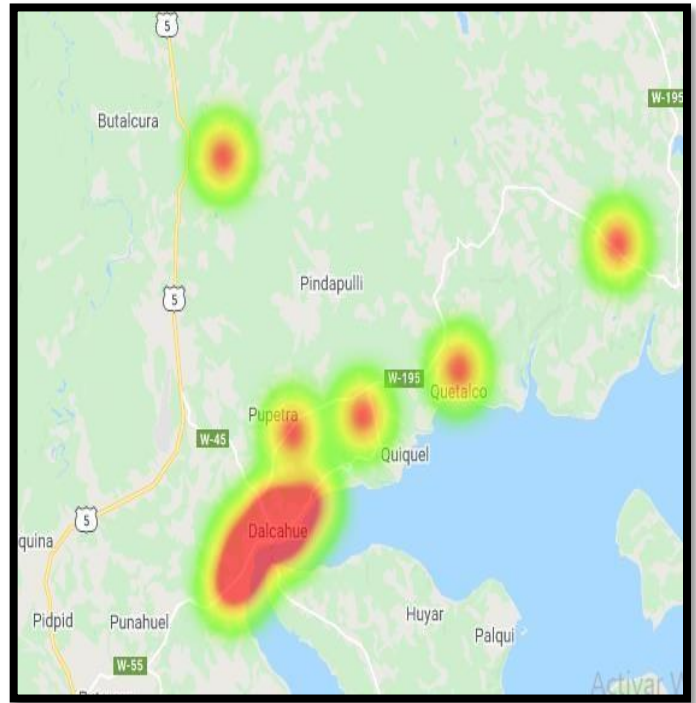 5
W-195
Butalcura
Pindapulli
5
W-195
Quetalco
Pupetra
W-45
Quiquel
5
Dalcahue
quina
Huyar
Pidpid
Punahuel
Palqui
W-55
Activar